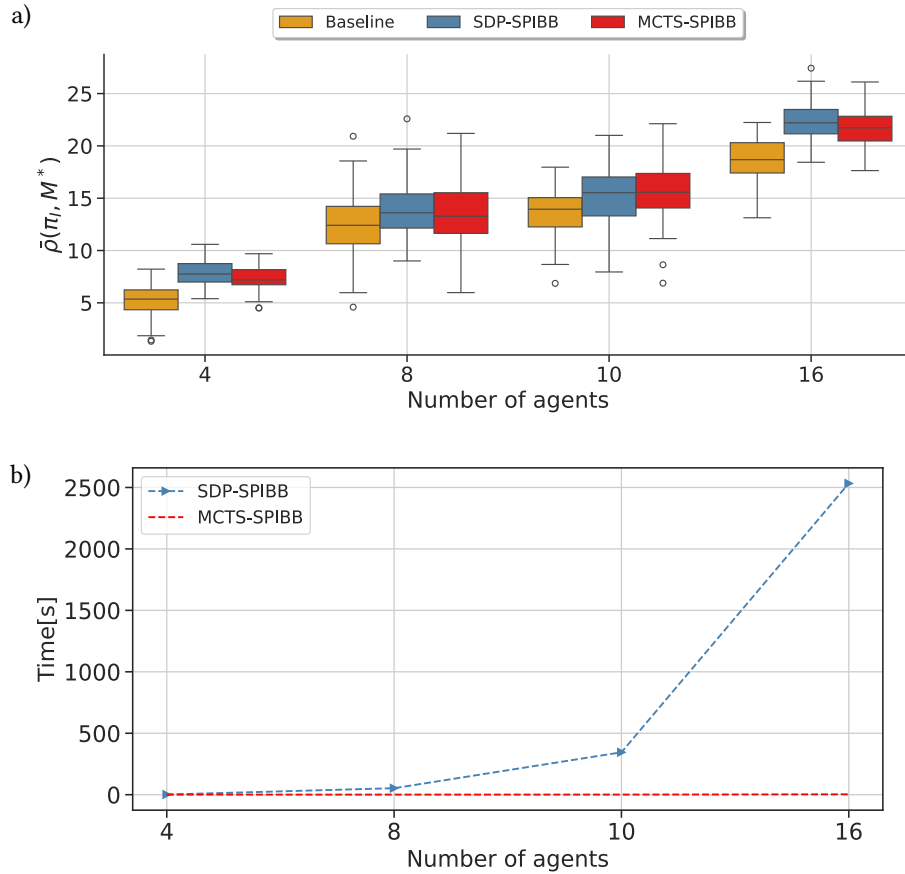 a)
Baseline SDP-SPIBB MCTS-SPIBB
25
20
15
10
5
ρ̄(π_I, M*)
4 8 10 16
Number of agents
b)
SDP-SPIBB
MCTS-SPIBB
2500
2000
1500
1000
500
0
Time[s]
4 8 10 16
Number of agents